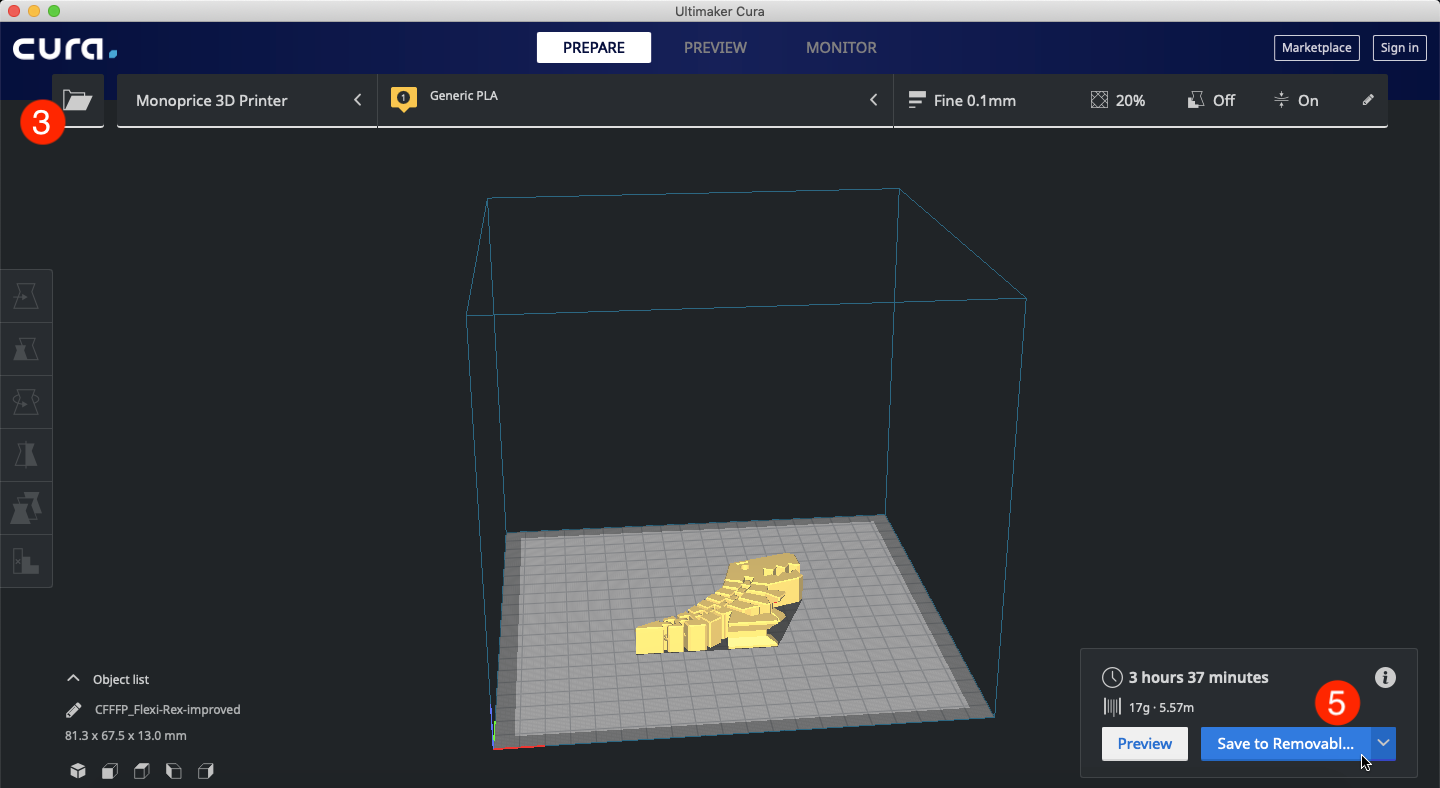 Ultimaker Cura
cura.
PREPARE
PREVIEW
MONITOR
Marketplace
Sign in
3
Monoprice 3D Printer
1
Generic PLA
Fine 0.1mm
20%
Off
On
Object list
CFFFP_Flexi-Rex-improved
81.3 x 67.5 x 13.0 mm
3 hours 37 minutes
i
17g · 5.57m
5
Preview
Save to Removabl...